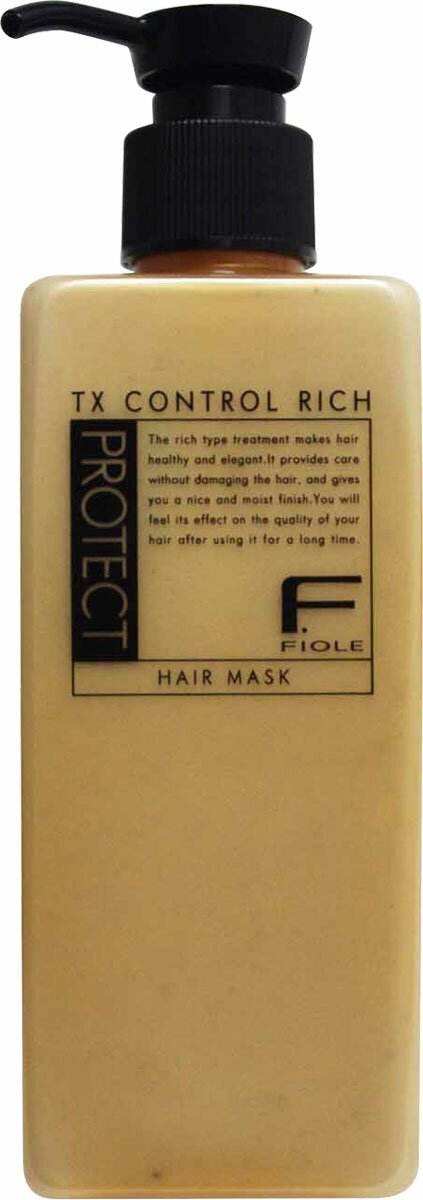 TX CONTROL RICH
PROTECT
The rich type treatment makes hair
healthy and elegant.It provides care
without damaging the hair, and gives
you a nice and moist finish.You will
feel its effect on the quality of your
hair after using it for a long time.
F.
FIOLE
HAIR MASK